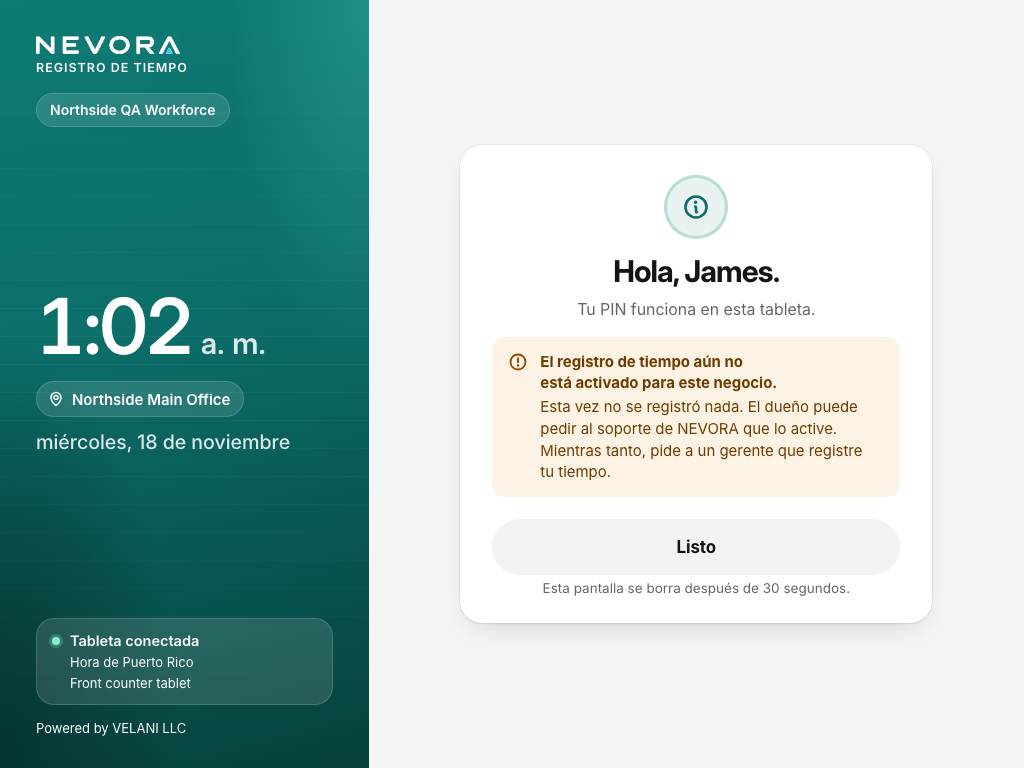 NEVORA
REGISTRO DE TIEMPO
Northside QA Workforce
1:02 a. m.
Northside Main Office
miércoles, 18 de noviembre
Tableta conectada
Hora de Puerto Rico
Front counter tablet
Powered by VELANI LLC
Hola, James.
Tu PIN funciona en esta tableta.
El registro de tiempo aún no
está activado para este negocio.
Esta vez no se registró nada. El dueño puede
pedir al soporte de NEVORA que lo active.
Mientras tanto, pide a un gerente que registre
tu tiempo.
Listo
Esta pantalla se borra después de 30 segundos.